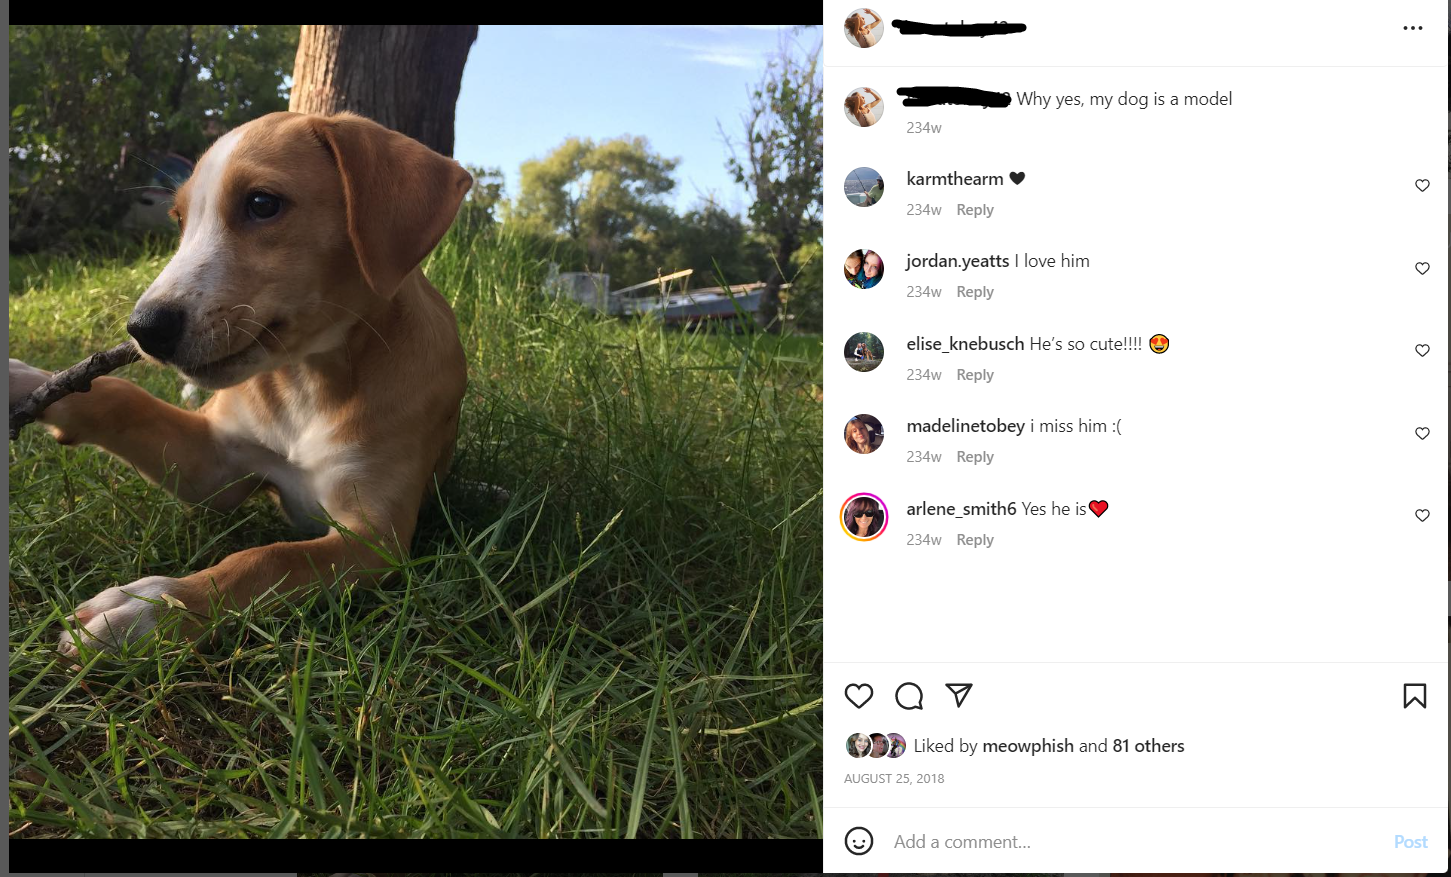 Why yes, my dog is a model
234w
karmthearm 🖤
234w Reply
jordan.yeatts I love him
234w Reply
elise_knebusch He’s so cute!!!! 😍
234w Reply
madelinetobey i miss him :(
234w Reply
arlene_smith6 Yes he is❤️
234w Reply
Liked by meowphish and 81 others
AUGUST 25, 2018
Add a comment...
Post